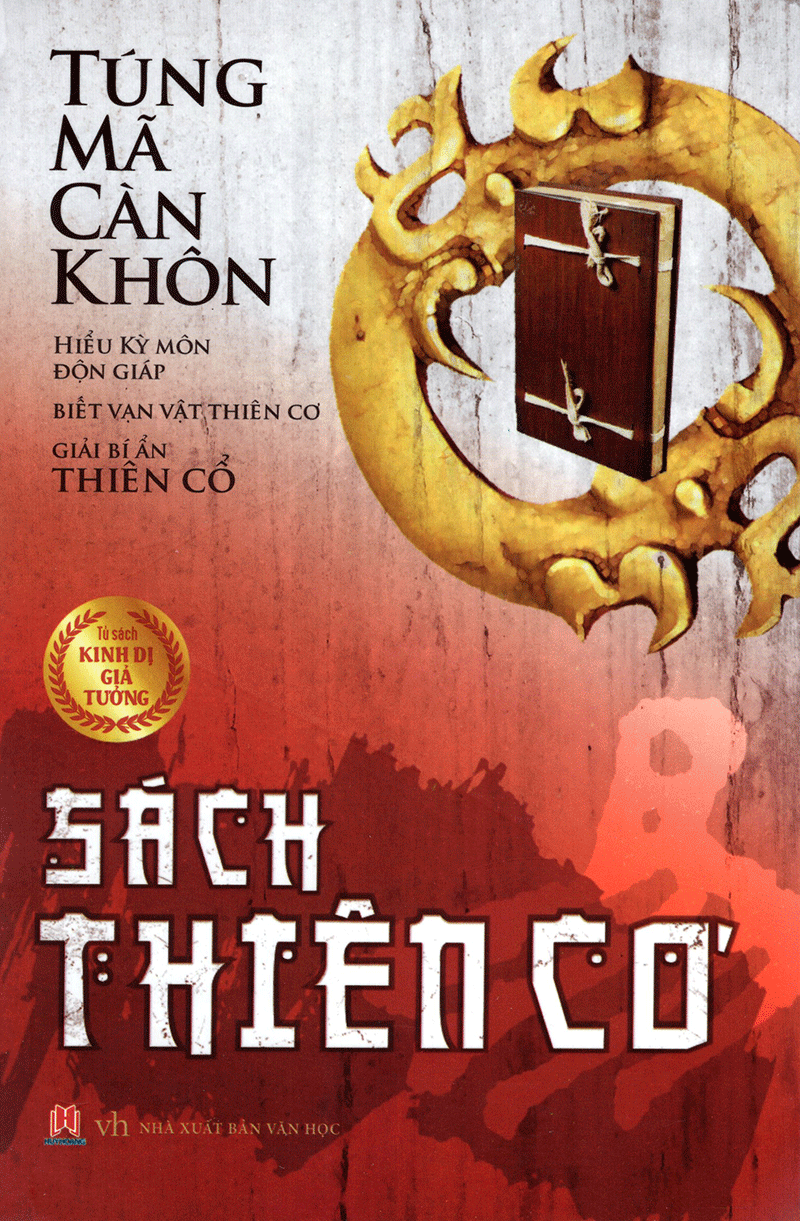 TÚNG
MÃ
CÀN
KHÔN
HIỂU KỲ MÔN
ĐỘN GIÁP
BIẾT VẠN VẬT THIÊN CƠ
GIẢI BÍ ẨN
THIÊN CỔ
Tủ sách
KINH DỊ
GIẢ
TƯỞNG
SÁCH
THIÊN CƠ
HUYHOANG
vh NHÀ XUẤT BẢN VĂN HỌC